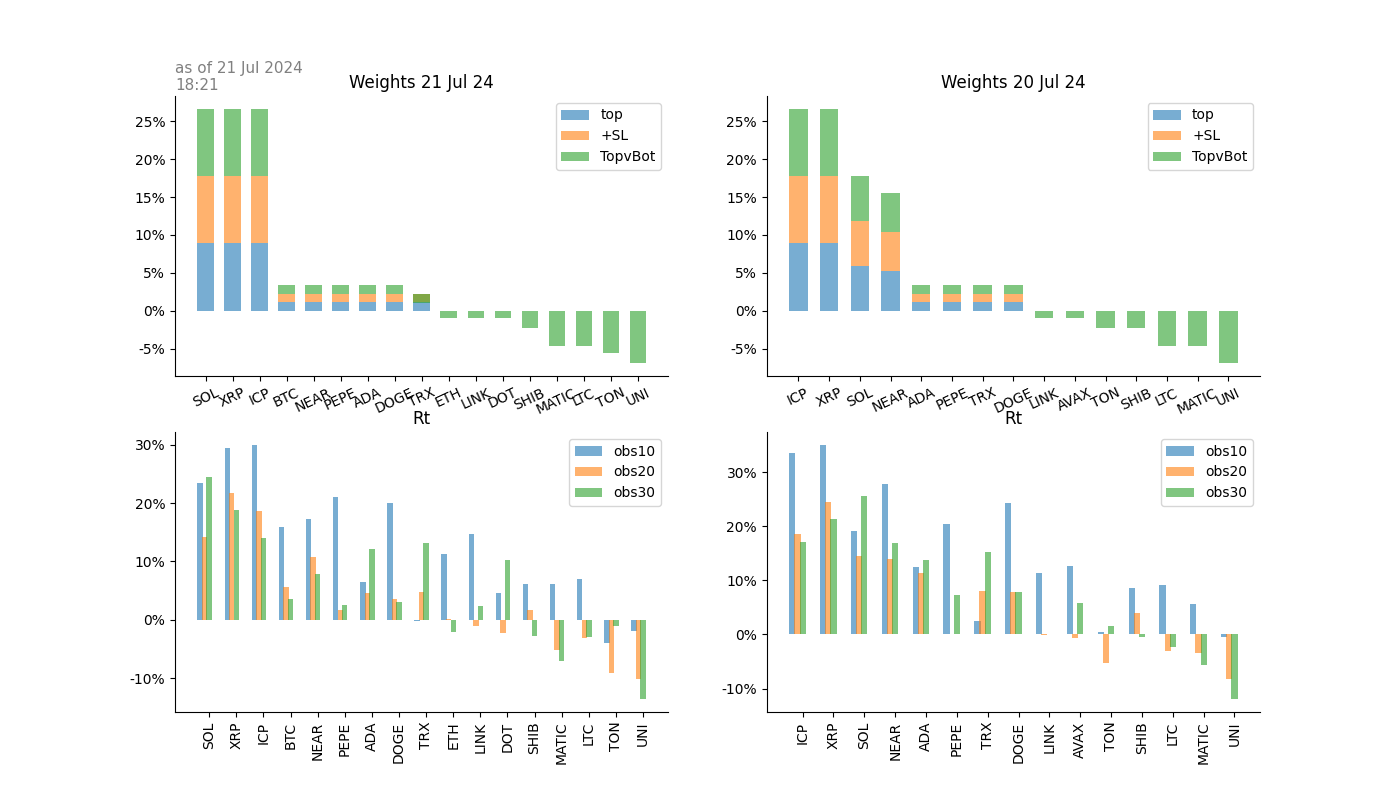 as of 21 Jul 2024
18:21
Weights 21 Jul 24
25%
20%
15%
10%
5%
0%
-5%
top
+SL
TopvBot
SOL XRP ICP BTC NEAR PEPE ADA DOGE TRX ETH LINK DOT SHIB MATIC LTC TON UNI
Weights 20 Jul 24
25%
20%
15%
10%
5%
0%
-5%
top
+SL
TopvBot
ICP XRP SOL NEAR ADA PEPE TRX DOGE LINK AVAX TON SHIB LTC MATIC UNI
Rt
30%
20%
10%
0%
-10%
obs10
obs20
obs30
SOL XRP ICP BTC NEAR PEPE ADA DOGE TRX ETH LINK DOT SHIB MATIC LTC TON UNI
Rt
30%
20%
10%
0%
-10%
obs10
obs20
obs30
ICP XRP SOL NEAR ADA PEPE TRX DOGE LINK AVAX TON SHIB LTC MATIC UNI